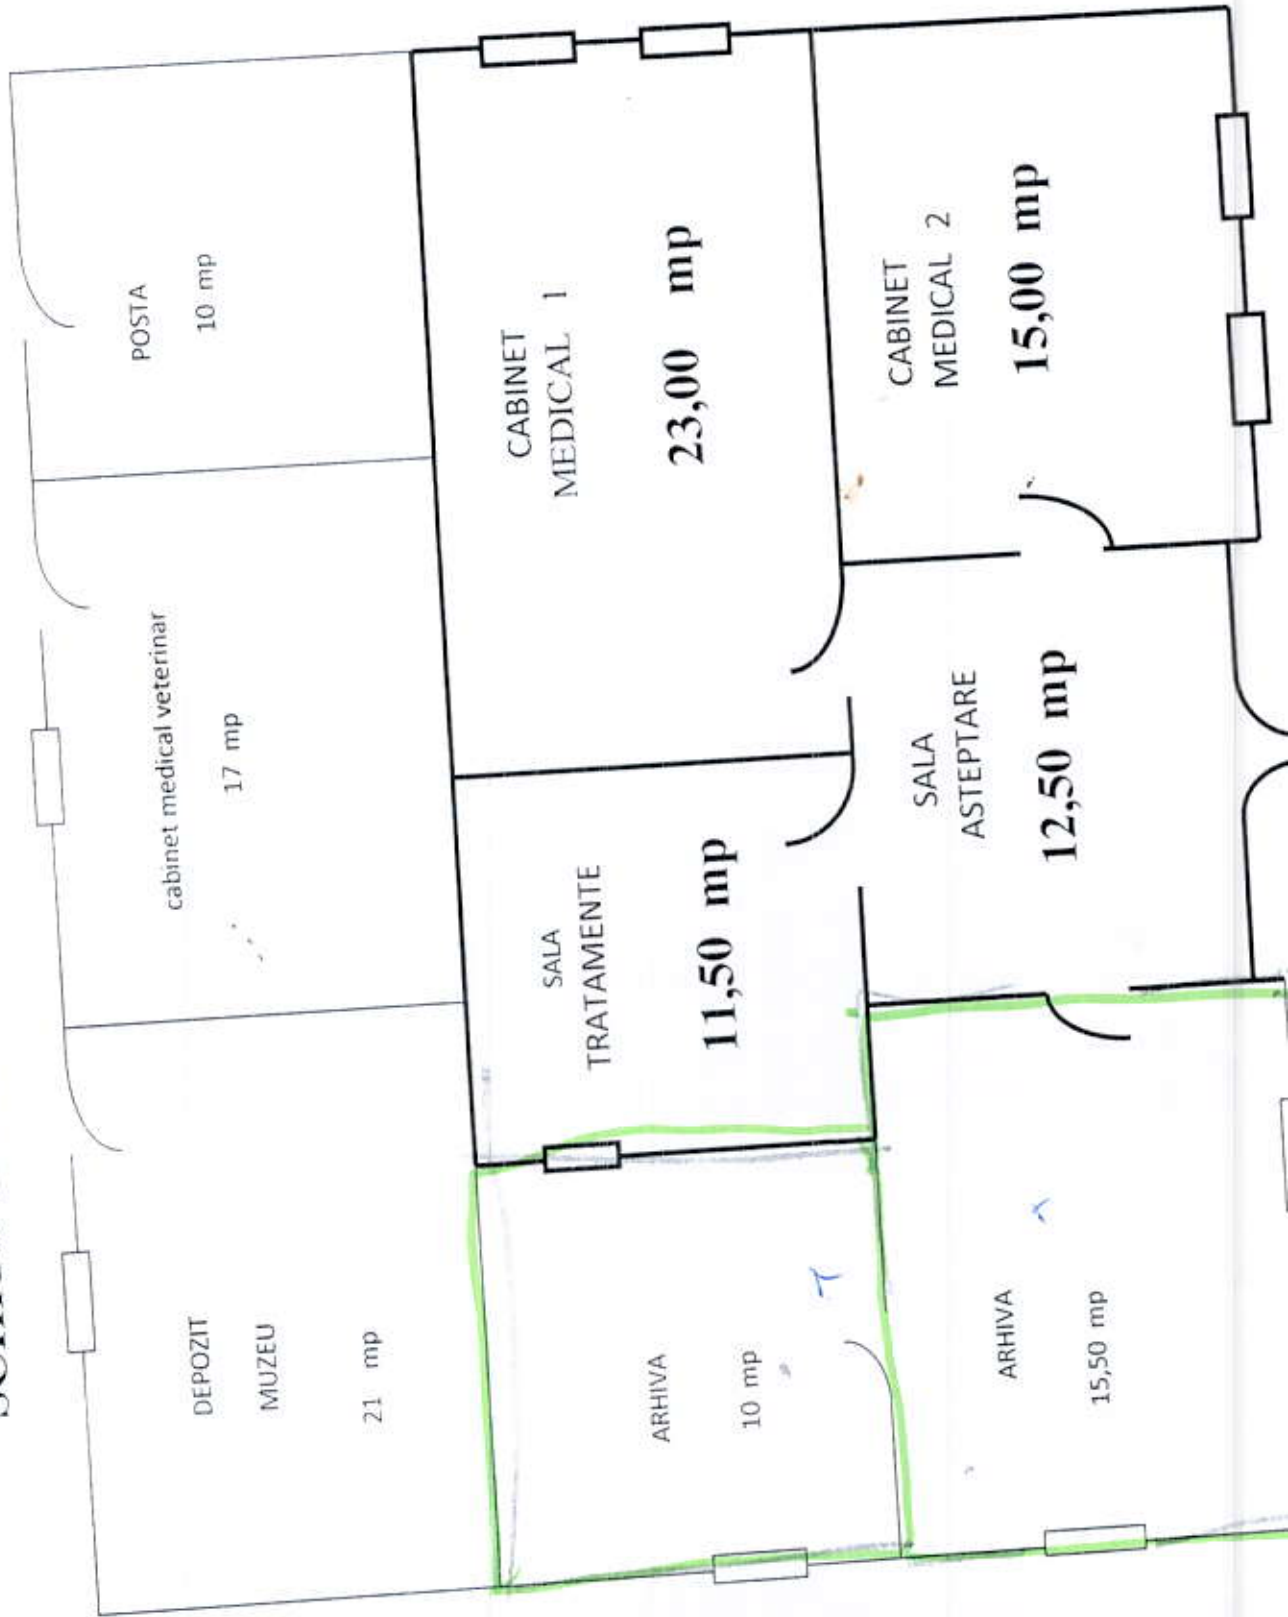 POSTA
10 mp
cabinet medical veterinar
17 mp
DEPOZIT
MUZEU
21 mp
CABINET
MEDICAL 1
23,00 mp
SALA
TRATAMENTE
11,50 mp
ARHIVA
10 mp
CABINET
MEDICAL 2
15,00 mp
SALA
ASTEPTARE
12,50 mp
ARHIVA
15,50 mp